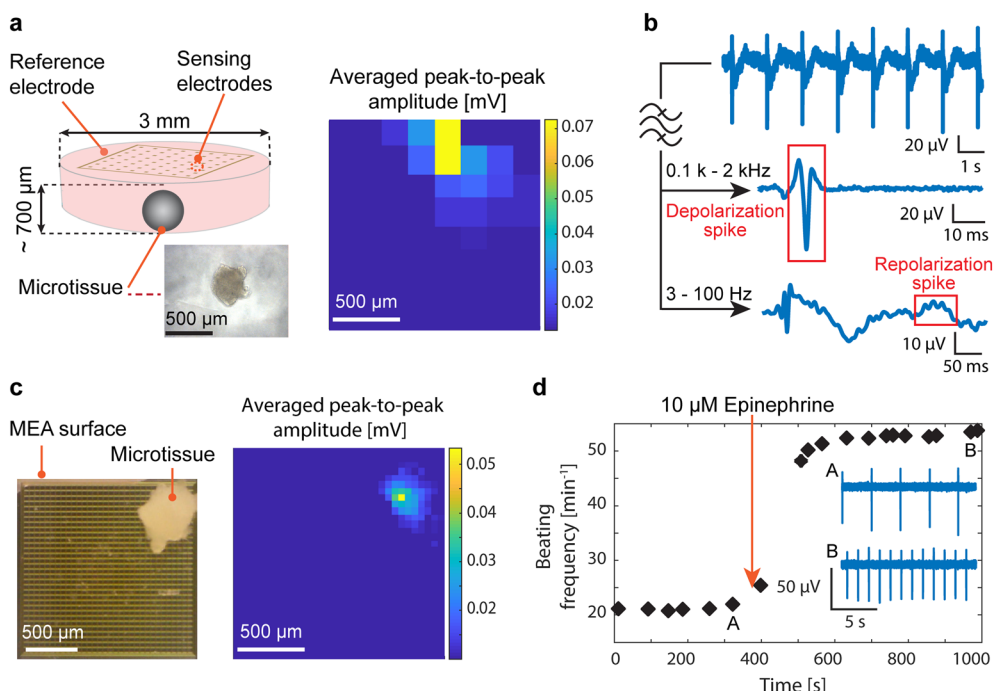 a
Reference
electrode
Sensing
electrodes
3 mm
~ 700 µm
Microtissue
500 µm
Averaged peak-to-peak
amplitude [mV]
500 µm
0.07
0.06
0.05
0.04
0.03
0.02
b
20 µV
1 s
0.1 k - 2 kHz
Depolarization
spike
20 µV
10 ms
Repolarization
spike
3 - 100 Hz
10 µV
50 ms
c
MEA surface
Microtissue
500 µm
Averaged peak-to-peak
amplitude [mV]
500 µm
0.05
0.04
0.03
0.02
d
10 µM Epinephrine
Beating
frequency [min⁻¹]
50
40
30
20
A
B
A
B
50 µV
5 s
0
200
400
600
800
1000
Time [s]